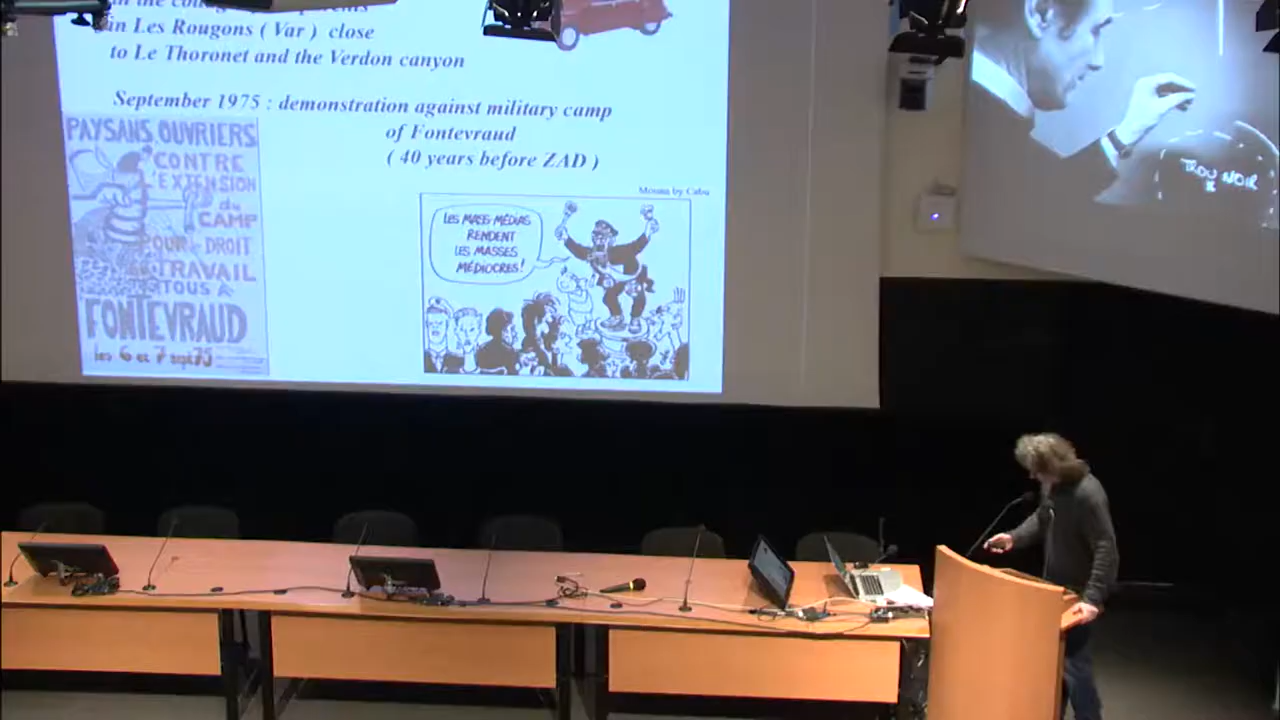 in Les Rougons ( Var ) close
to Le Thoronet and the Verdon canyon
September 1975 : demonstration against military camp
of Fontevraud
( 40 years before ZAD )
PAYSANS, OUVRIERS
CONTRE
L'EXTENSION
du
CAMP
POUR DROIT
TRAVAIL
TOUS A
FONTEVRAUD
les 6 et 7 sept 75
Mouna by Cabu
LES MASS-MÉDIAS
RENDENT
LES MASSES
MÉDIOCRES !
TROU NOIR